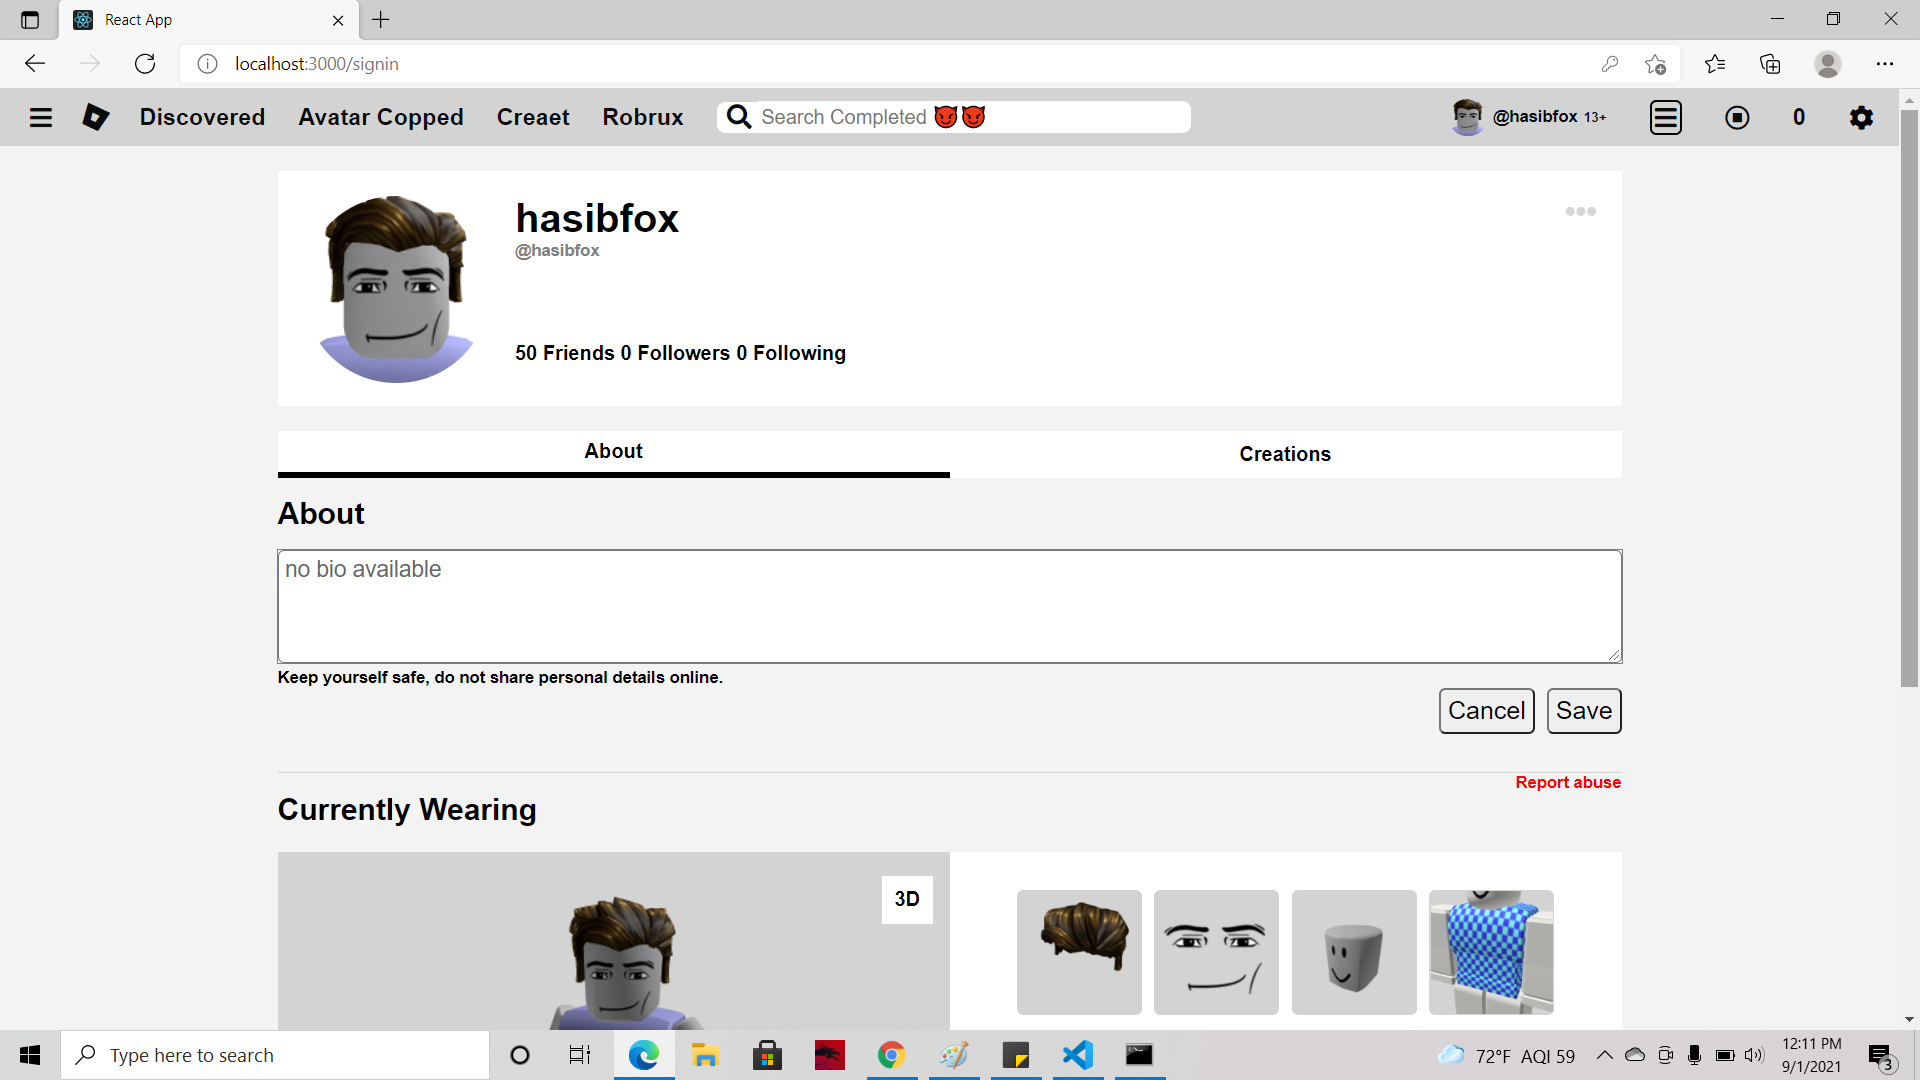 React App
localhost:3000/signin
Discovered Avatar Copped Creaet Robrux Search Completed 😈😈 @hasibfox 13+ 0
hasibfox
@hasibfox
50 Friends 0 Followers 0 Following
About Creations
About
no bio available
Keep yourself safe, do not share personal details online.
Cancel Save
Report abuse
Currently Wearing
3D
Type here to search 72°F AQI 59 12:11 PM
9/1/2021 3